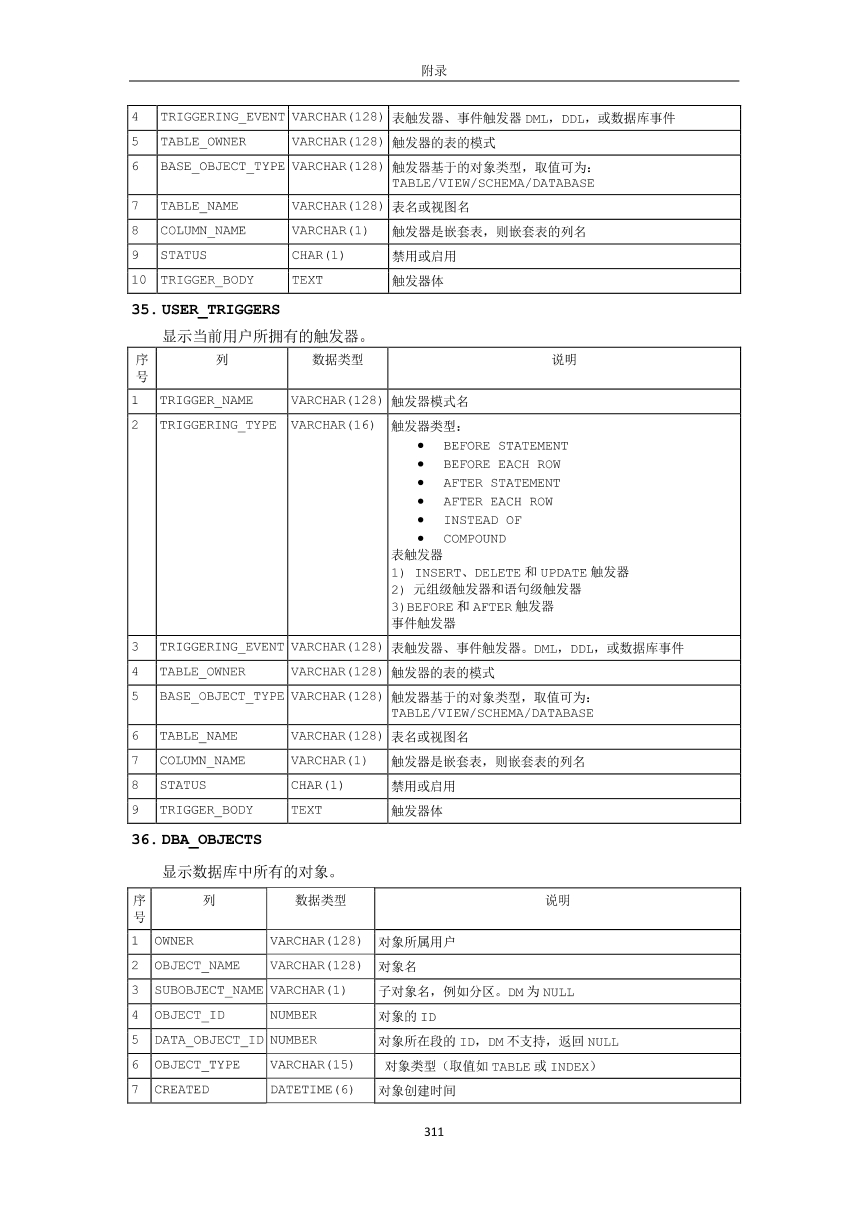 附录
4 TRIGGERING_EVENT VARCHAR(128) 表触发器、事件触发器 DML，DDL，或数据库事件
5 TABLE_OWNER VARCHAR(128) 触发器的表的模式
6 BASE_OBJECT_TYPE VARCHAR(128) 触发器基于的对象类型，取值可为：
TABLE/VIEW/SCHEMA/DATABASE
7 TABLE_NAME VARCHAR(128) 表名或视图名
8 COLUMN_NAME VARCHAR(1) 触发器是嵌套表，则嵌套表的列名
9 STATUS CHAR(1) 禁用或启用
10 TRIGGER_BODY TEXT 触发器体
35. USER_TRIGGERS
显示当前用户所拥有的触发器。
序 列 数据类型 说明
号
1 TRIGGER_NAME VARCHAR(128) 触发器模式名
2 TRIGGERING_TYPE VARCHAR(16) 触发器类型：
● BEFORE STATEMENT
● BEFORE EACH ROW
● AFTER STATEMENT
● AFTER EACH ROW
● INSTEAD OF
● COMPOUND
表触发器
1) INSERT、DELETE 和 UPDATE 触发器
2) 元组级触发器和语句级触发器
3)BEFORE 和 AFTER 触发器
事件触发器
3 TRIGGERING_EVENT VARCHAR(128) 表触发器、事件触发器。DML，DDL，或数据库事件
4 TABLE_OWNER VARCHAR(128) 触发器的表的模式
5 BASE_OBJECT_TYPE VARCHAR(128) 触发器基于的对象类型，取值可为：
TABLE/VIEW/SCHEMA/DATABASE
6 TABLE_NAME VARCHAR(128) 表名或视图名
7 COLUMN_NAME VARCHAR(1) 触发器是嵌套表，则嵌套表的列名
8 STATUS CHAR(1) 禁用或启用
9 TRIGGER_BODY TEXT 触发器体
36. DBA_OBJECTS
显示数据库中所有的对象。
序 列 数据类型 说明
号
1 OWNER VARCHAR(128) 对象所属用户
2 OBJECT_NAME VARCHAR(128) 对象名
3 SUBOBJECT_NAME VARCHAR(1) 子对象名，例如分区。DM 为 NULL
4 OBJECT_ID NUMBER 对象的 ID
5 DATA_OBJECT_ID NUMBER 对象所在段的 ID，DM 不支持，返回 NULL
6 OBJECT_TYPE VARCHAR(15) 对象类型（取值如 TABLE 或 INDEX）
7 CREATED DATETIME(6) 对象创建时间
311